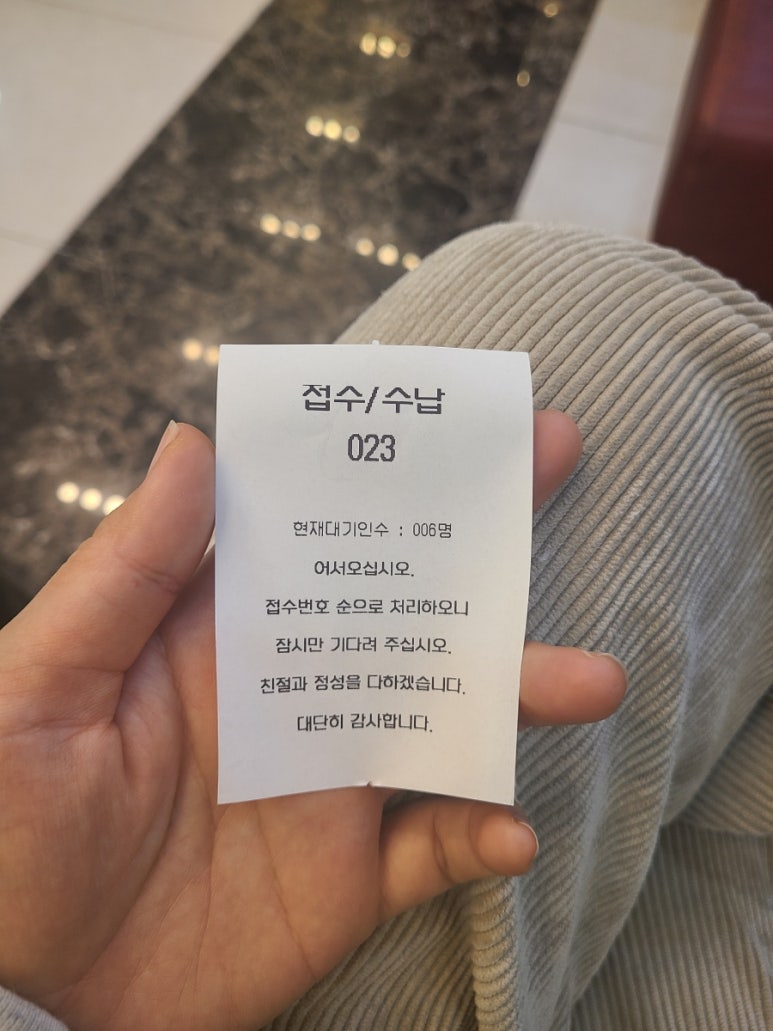 접수/수납
023
현재대기인수 : 006명
어서오십시오.
접수번호 순으로 처리하오니
잠시만 기다려 주십시오.
친절과 정성을 다하겠습니다.
대단히 감사합니다.